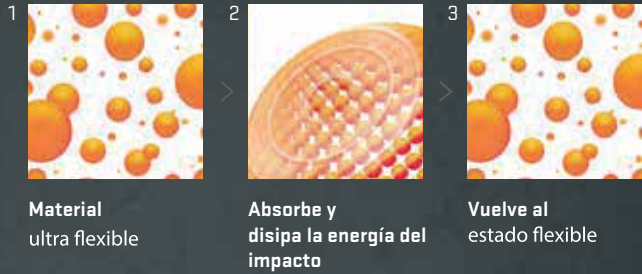 1
2
3
Material
ultra flexible
Absorbe y
disipa la energía del
impacto
Vuelve al
estado flexible